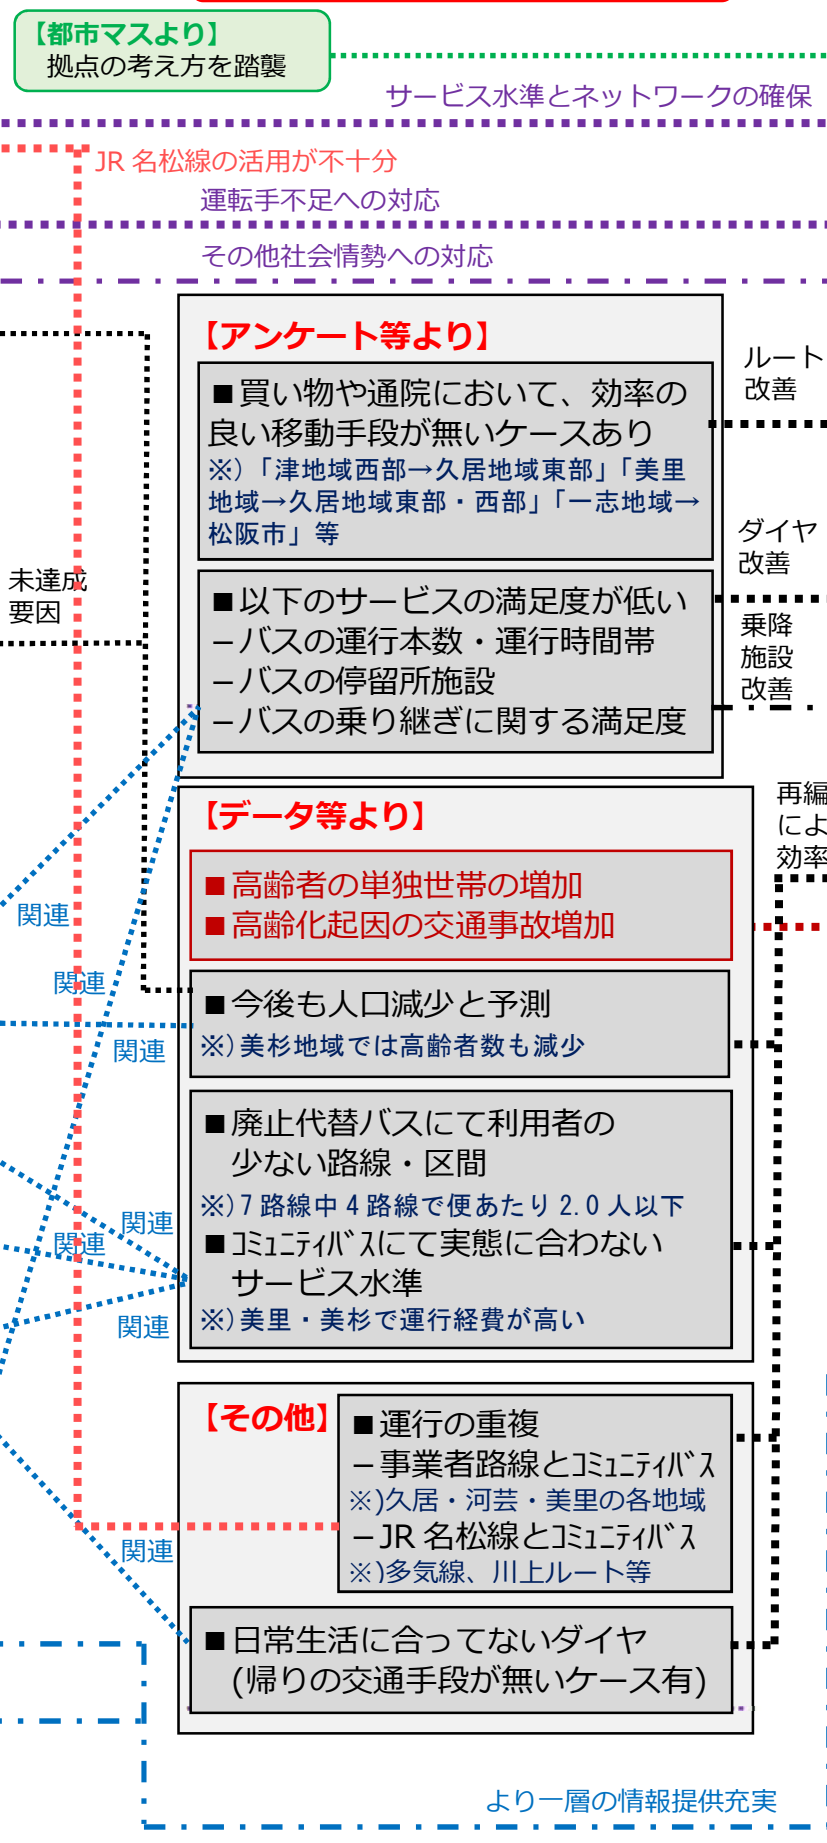 【都市マスより】
拠点の考え方を踏襲
サービス水準とネットワークの確保
JR 名松線の活用が不十分
運転手不足への対応
その他社会情勢への対応
【アンケート等より】
■買い物や通院において、効率の
良い移動手段が無いケースあり
※）「津地域西部→久居地域東部」「美里
地域→久居地域東部・西部」「一志地域→
松阪市」等
ルート
改善
■以下のサービスの満足度が低い
－バスの運行本数・運行時間帯
－バスの停留所施設
－バスの乗り継ぎに関する満足度
ダイヤ
改善
乗降
施設
改善
未達成
要因
【データ等より】
■高齢者の単独世帯の増加
■高齢化起因の交通事故増加
再編
によ
効率
関連
関連
関連
■今後も人口減少と予測
※）美杉地域では高齢者数も減少
■廃止代替バスにて利用者の
少ない路線・区間
※）7 路線中 4 路線で便あたり 2.0 人以下
■ｺﾐｭﾆﾃｨﾊﾞｽにて実態に合わない
サービス水準
※）美里・美杉で運行経費が高い
関連
関連
関連
【その他】
■運行の重複
－事業者路線とｺﾐｭﾆﾃｨﾊﾞｽ
※)久居・河芸・美里の各地域
－JR 名松線とｺﾐｭﾆﾃｨﾊﾞｽ
※)多気線、川上ルート等
関連
■日常生活に合ってないダイヤ
(帰りの交通手段が無いケース有)
より一層の情報提供充実